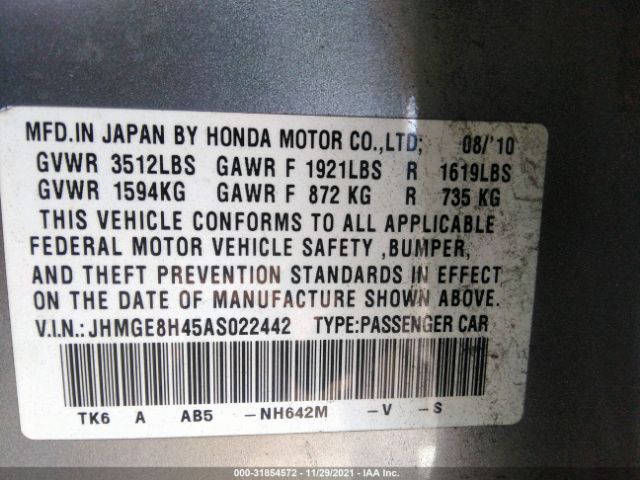 MFD.IN JAPAN BY HONDA MOTOR CO.,LTD; 08/'10
GVWR 3512LBS GAWR F 1921LBS R 1619LBS
GVWR 1594KG GAWR F 872 KG R 735 KG
THIS VEHICLE CONFORMS TO ALL APPLICABLE
FEDERAL MOTOR VEHICLE SAFETY ,BUMPER,
AND THEFT PREVENTION STANDARDS IN EFFECT
ON THE DATE OF MANUFACTURE SHOWN ABOVE.
V.I.N.: JHMGE8H45AS022442 TYPE:PASSENGER CAR
TK6 A AB5 -NH642M -V -S
000-31854572 - 11/29/2021 - IAA Inc.